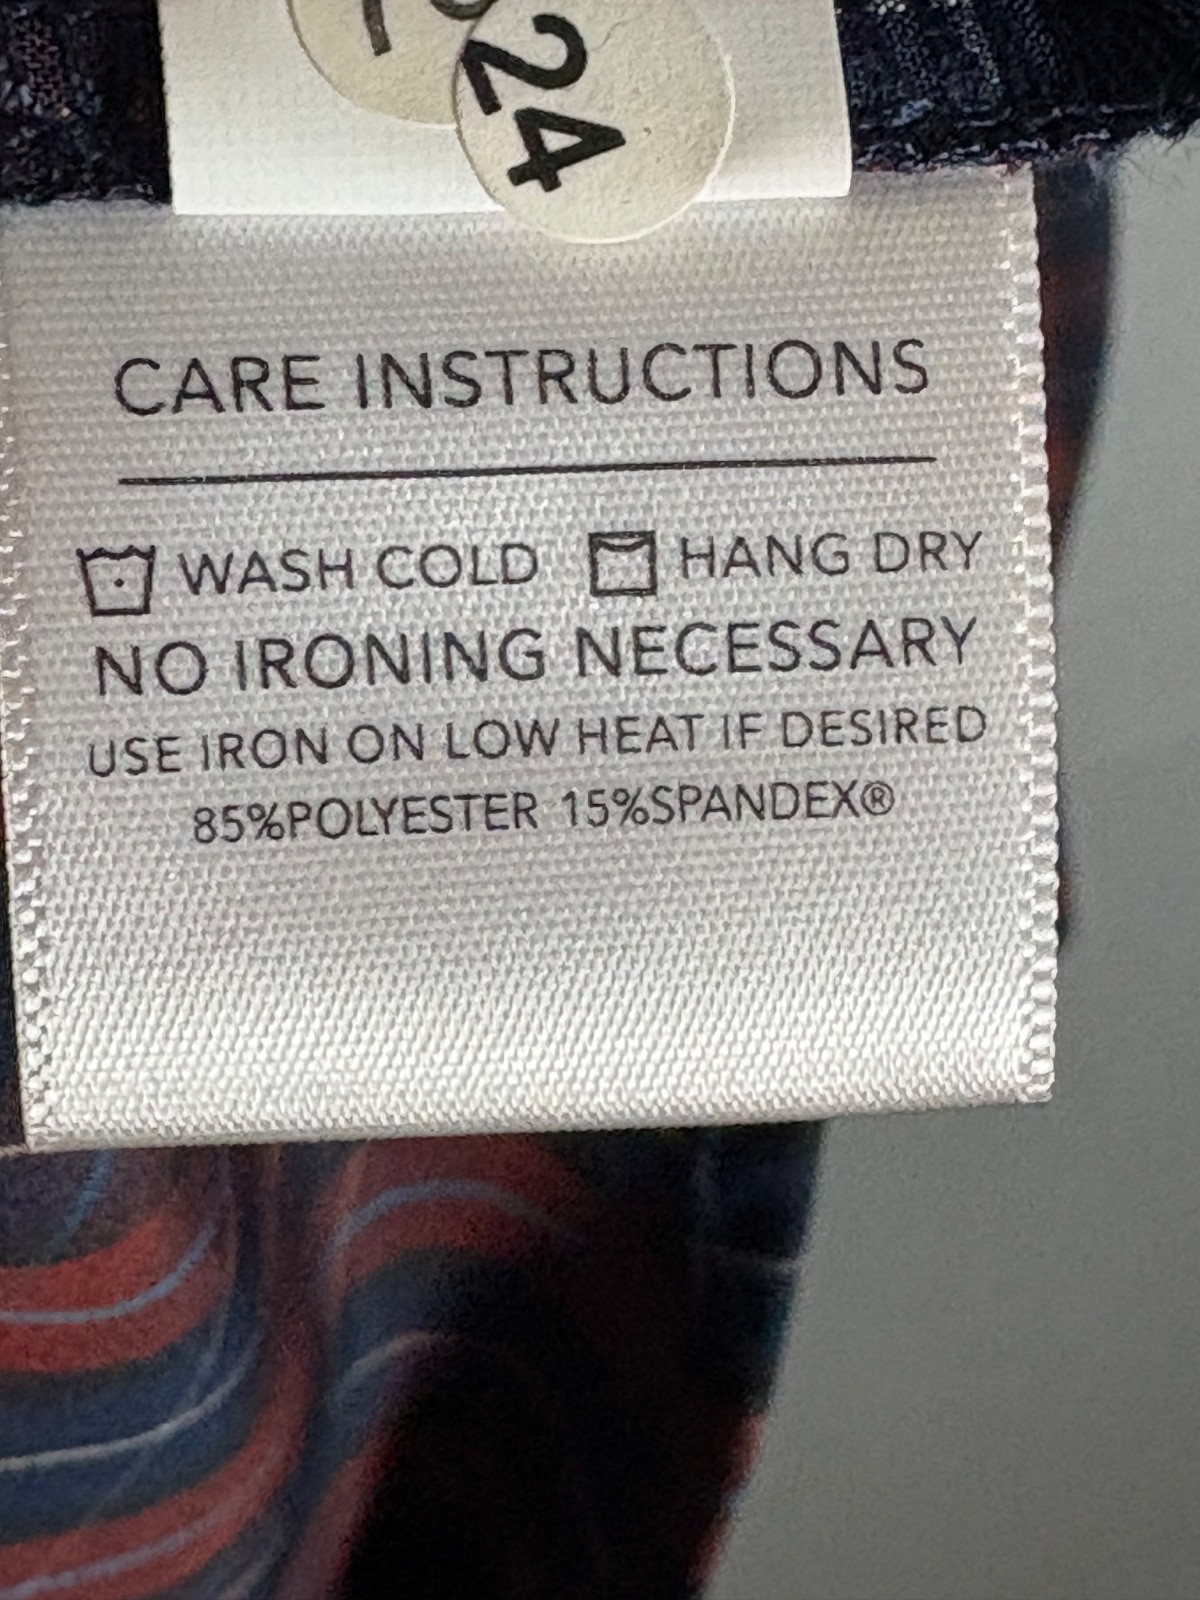 24
CARE INSTRUCTIONS
WASH COLD HANG DRY
NO IRONING NECESSARY
USE IRON ON LOW HEAT IF DESIRED
85%POLYESTER 15%SPANDEX®